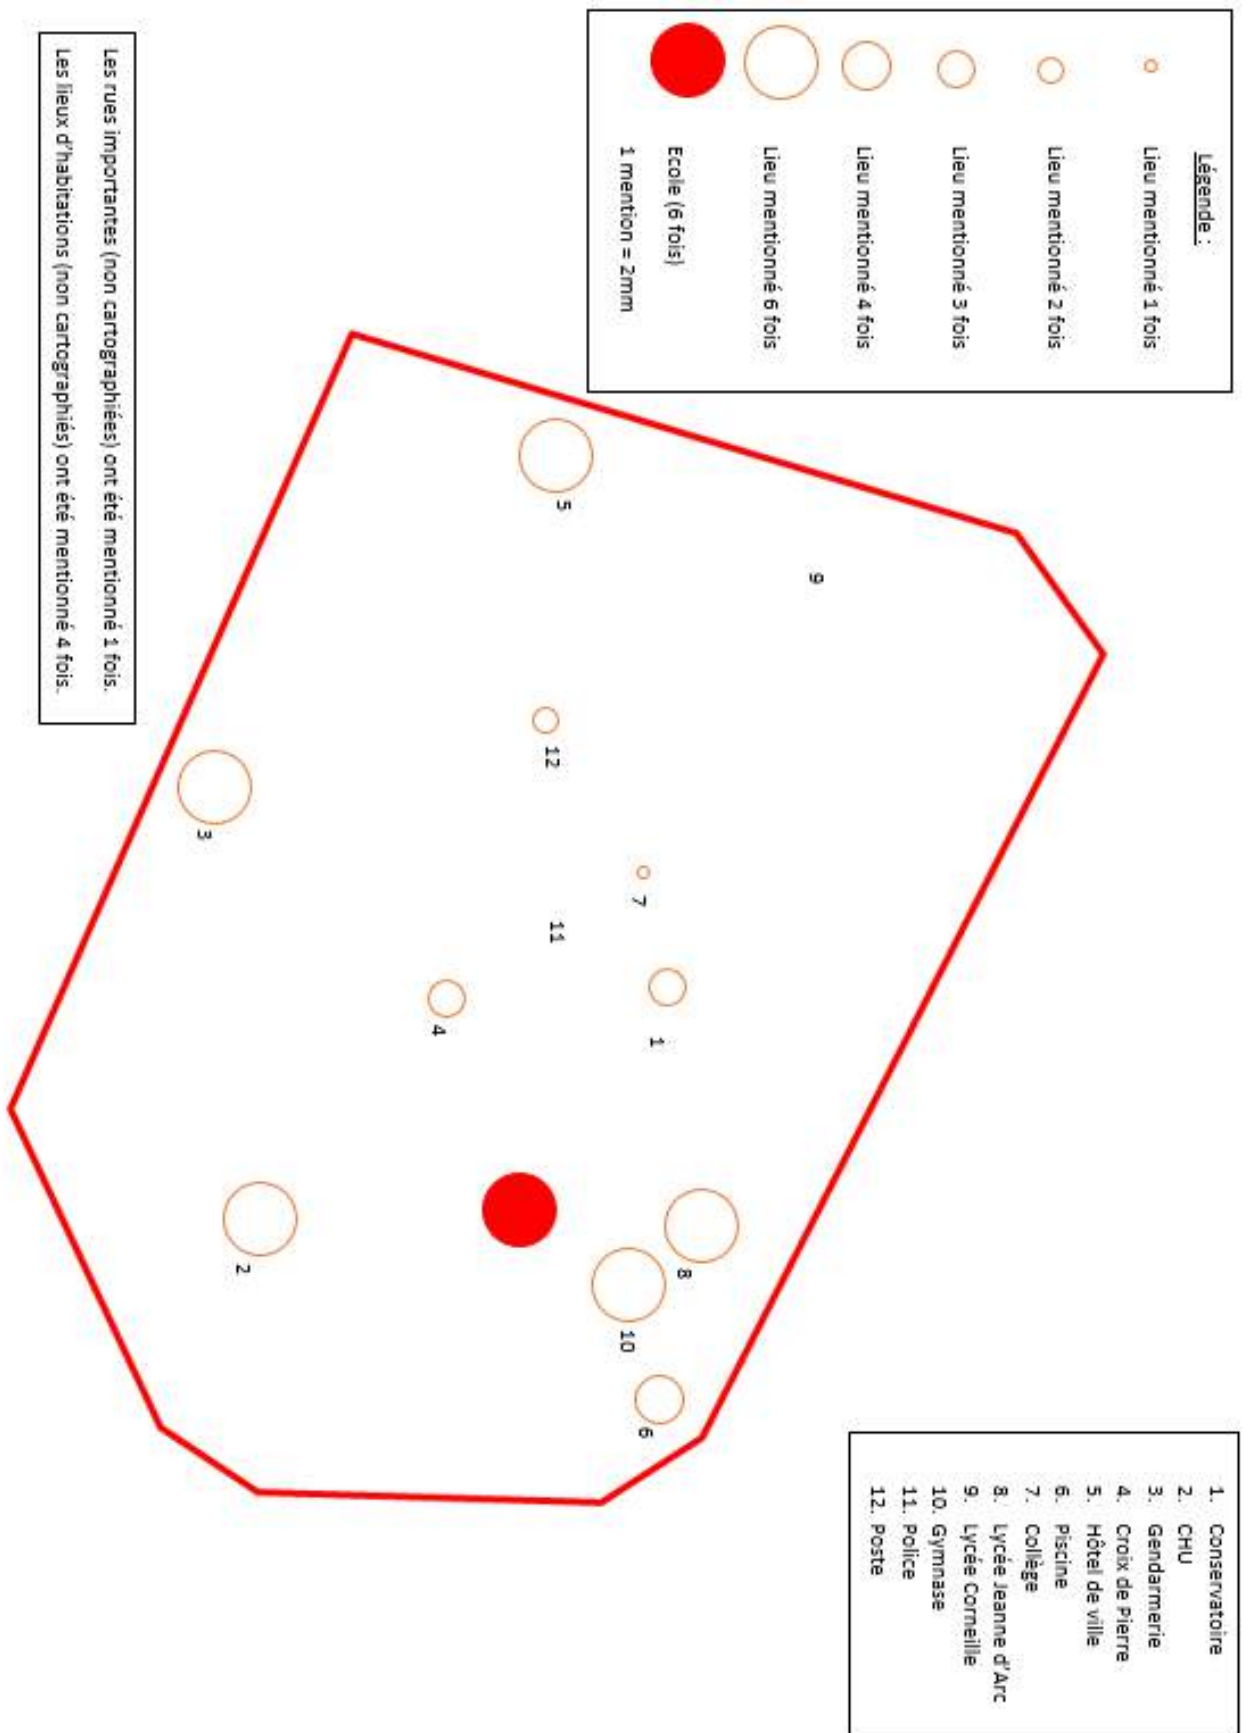 Légende :
Lieu mentionné 1 fois
Lieu mentionné 2 fois
Lieu mentionné 3 fois
Lieu mentionné 4 fois
Lieu mentionné 6 fois
Ecole (6 fois)
1 mention = 2mm
1. Conservatoire
2. CHU
3. Gendarmerie
4. Croix de Pierre
5. Hôtel de ville
6. Piscine
7. Collège
8. Lycée Jeanne d'Arc
9. Lycée Corneille
10. Gymnase
11. Police
12. Poste
9
5
12
7
11
1
4
3
8
10
6
2
Les rues importantes (non cartographiées) ont été mentionné 1 fois.
Les lieux d'habitations (non cartographiés) ont été mentionné 4 fois.